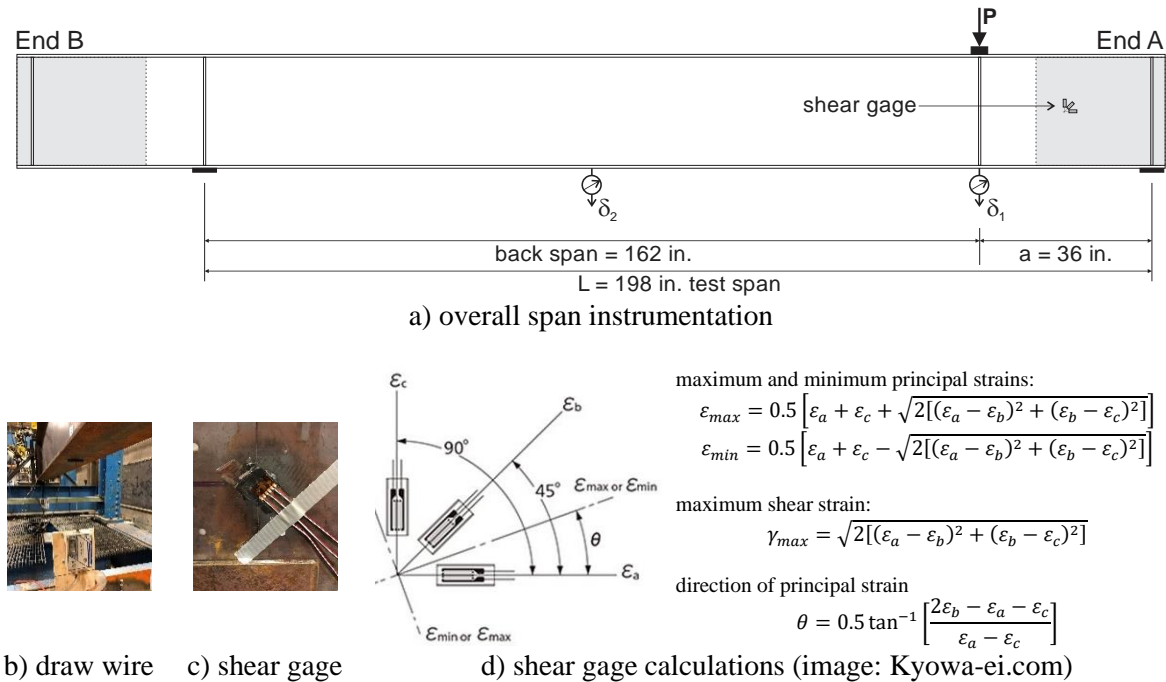 P
End B
End A
shear gage
δ2
δ1
back span = 162 in.
a = 36 in.
L = 198 in. test span
a) overall span instrumentation
εc
εb
90°
45°
εmax or εmin
θ
εa
εmin or εmax
maximum and minimum principal strains:
εmax = 0.5 [εa + εc + √2[(εa − εb)² + (εb − εc)²]]
εmin = 0.5 [εa + εc − √2[(εa − εb)² + (εb − εc)²]]
maximum shear strain:
γmax = √2[(εa − εb)² + (εb − εc)²]
direction of principal strain
θ = 0.5 tan⁻¹ [(2εb − εa − εc) / (εa − εc)]
b) draw wire
c) shear gage
d) shear gage calculations (image: Kyowa-ei.com)